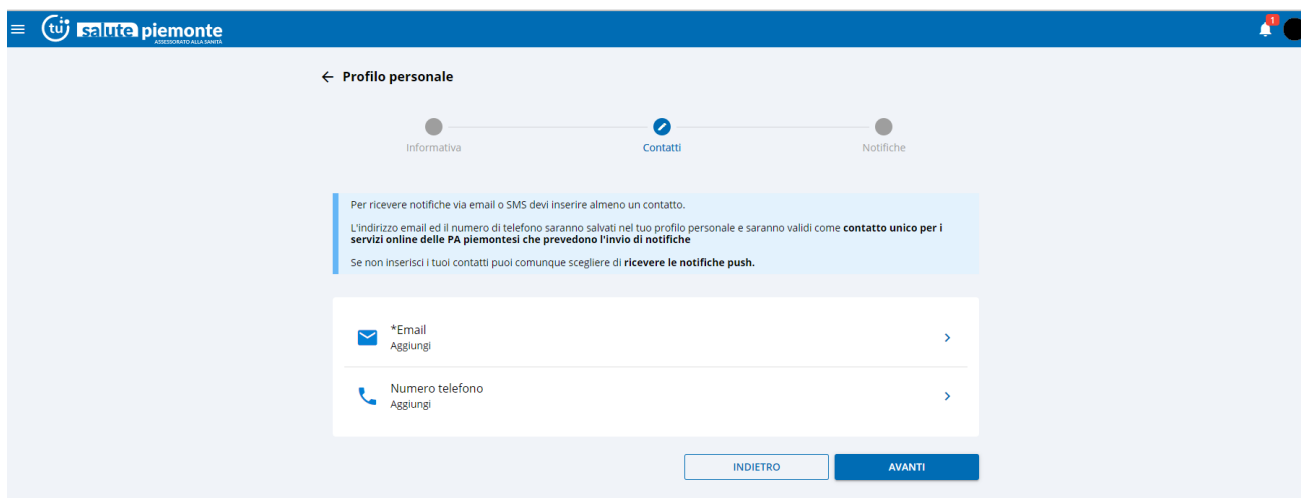 tu salute piemonte
ASSESSORATO ALLA SANITÀ
1
Profilo personale
Informativa
Contatti
Notifiche
Per ricevere notifiche via email o SMS devi inserire almeno un contatto.
L'indirizzo email ed il numero di telefono saranno salvati nel tuo profilo personale e saranno validi come contatto unico per i
servizi online delle PA piemontesi che prevedono l'invio di notifiche
Se non inserisci i tuoi contatti puoi comunque scegliere di ricevere le notifiche push.
*Email
Aggiungi
Numero telefono
Aggiungi
INDIETRO
AVANTI